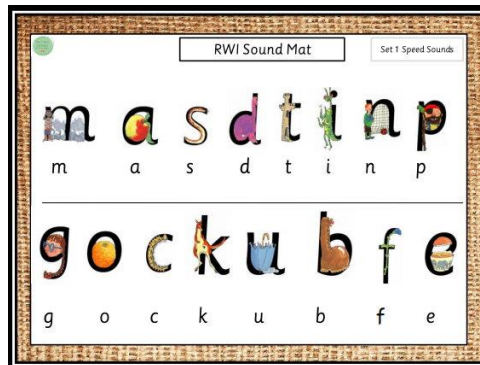 RWI Sound Mat
Set 1 Speed Sounds
m a s d t i n p
m a s d t i n p
g o c k u b f e
g o c k u b f e